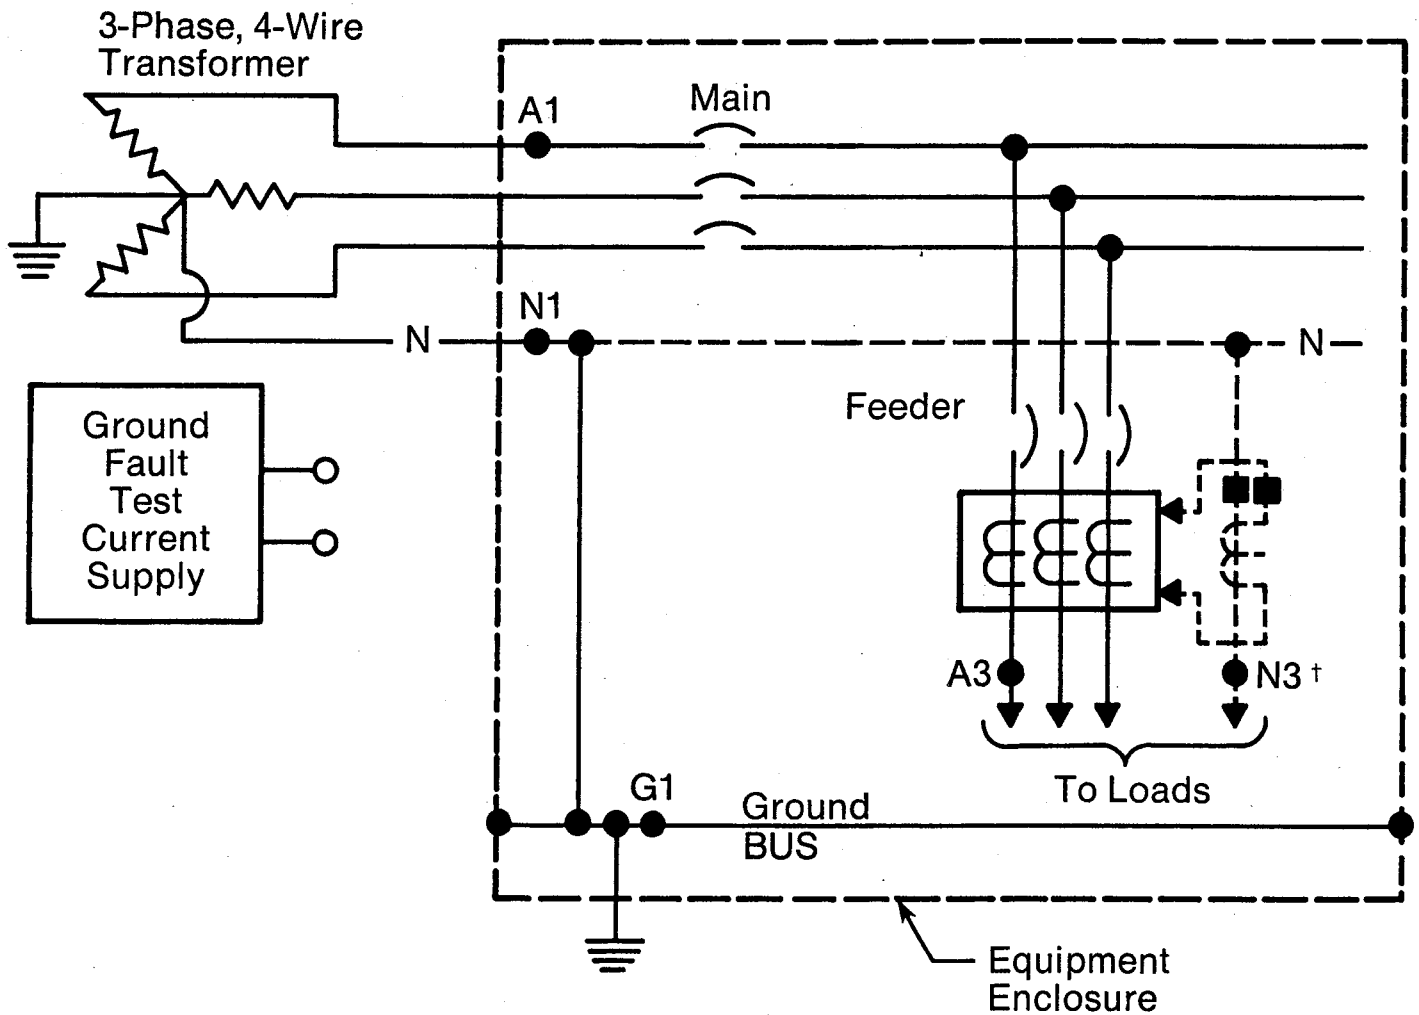 3-Phase, 4-Wire
Transformer
A1
Main
N1
N
N
Feeder
Ground
Fault
Test
Current
Supply
A3
N3 †
To Loads
G1
Ground
BUS
Equipment
Enclosure